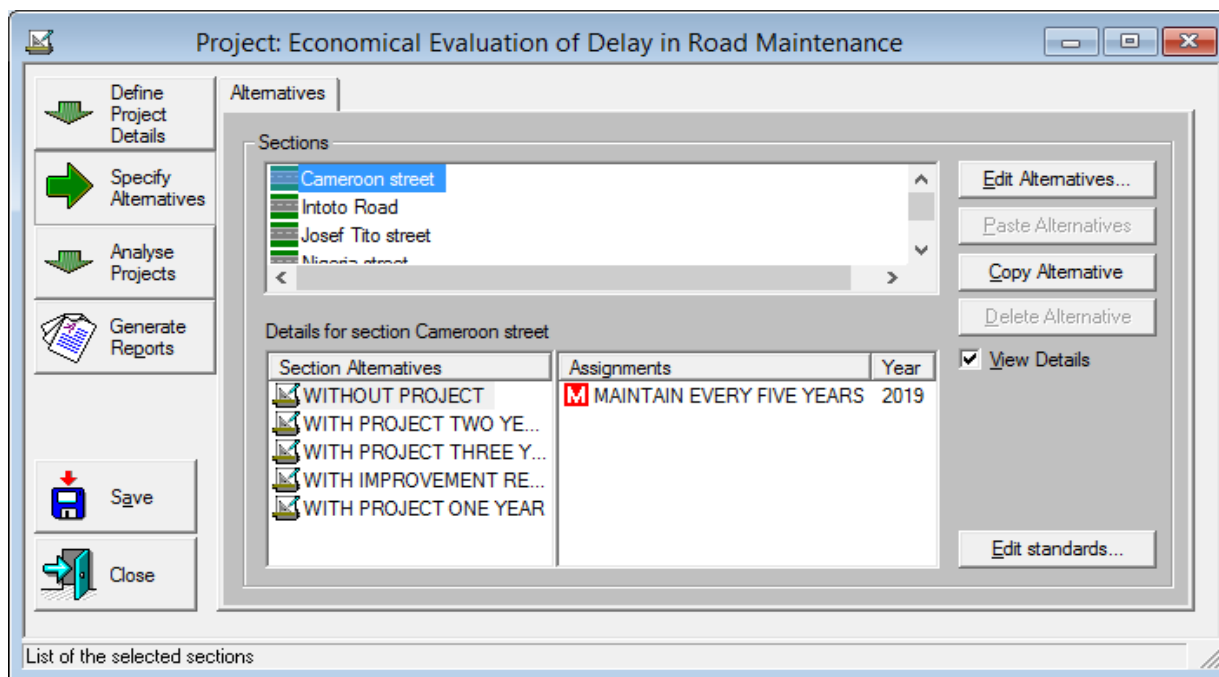 Project: Economical Evaluation of Delay in Road Maintenance
Define
Project
Details
Specify
Alternatives
Analyse
Projects
Generate
Reports
Save
Close
Alternatives
Sections
Cameroon street
Intoto Road
Josef Tito street
Nigeria street
Edit Alternatives...
Paste Alternatives
Copy Alternative
Delete Alternative
View Details
Details for section Cameroon street
Section Alternatives
WITHOUT PROJECT
WITH PROJECT TWO YE...
WITH PROJECT THREE Y...
WITH IMPROVEMENT RE...
WITH PROJECT ONE YEAR
Assignments Year
M MAINTAIN EVERY FIVE YEARS 2019
Edit standards...
List of the selected sections